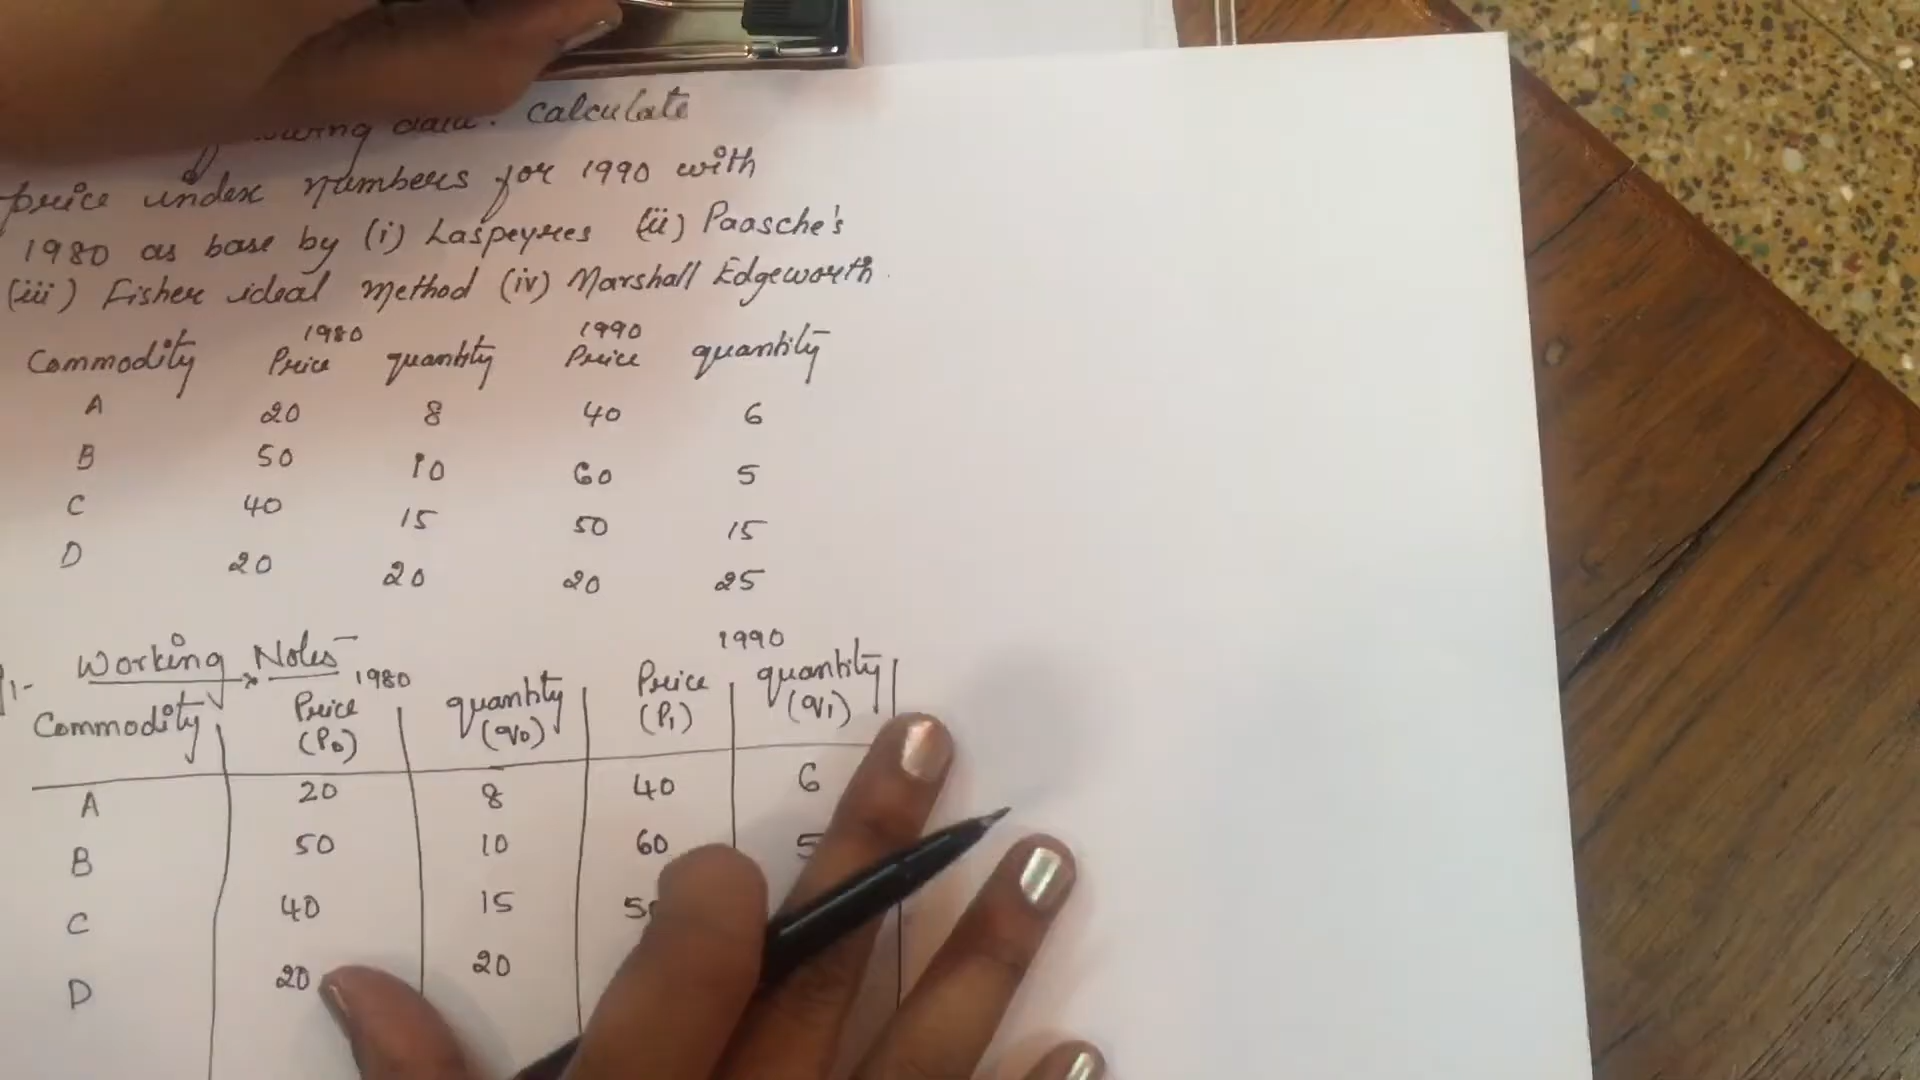 data. Calculate
price index numbers for 1990 with
1980 as base by (i) Laspeyres (ii) Paasche's
(iii) Fisher ideal method (iv) Marshall Edgeworth.
1980 1990
Commodity Price quantity Price quantity
A 20 8 40 6
B 50 10 60 5
C 40 15 50 15
D 20 20 20 25
Working Notes
1980 1990
Commodity Price (P0) quantity (q0) Price (P1) quantity (q1)
A 20 8 40 6
B 50 10 60 5
C 40 15
D 20 20